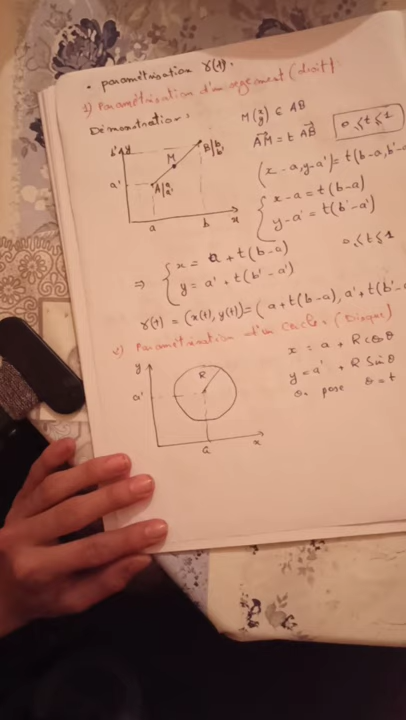 • paramétrisation γ(t).
1) Paramétrisation d'un segment (droit)
Démonstration:
M(x y) ∈ AB
AM = t AB
0 ≤ t ≤ 1
b' y
B|b b'
M
a'
A|a a'
a b x
(x-a, y-a') = t(b-a, b'-
{ x-a = t(b-a)
y-a' = t(b'-a')
⇒ { x = a + t(b-a)
y = a' + t(b'-a')
0 ≤ t ≤ 1
γ(t) = (x(t), y(t)) = (a + t(b-a), a' + t(b'-
Paramétrisation d'un cercle (Disque)
y
R
a'
a
x
x = a + R cos θ
y = a' + R sin θ
On pose θ = t